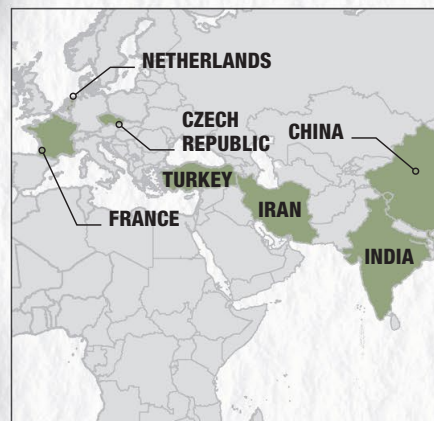 NETHERLANDS
CZECH
REPUBLIC
CHINA
TURKEY
FRANCE
IRAN
INDIA